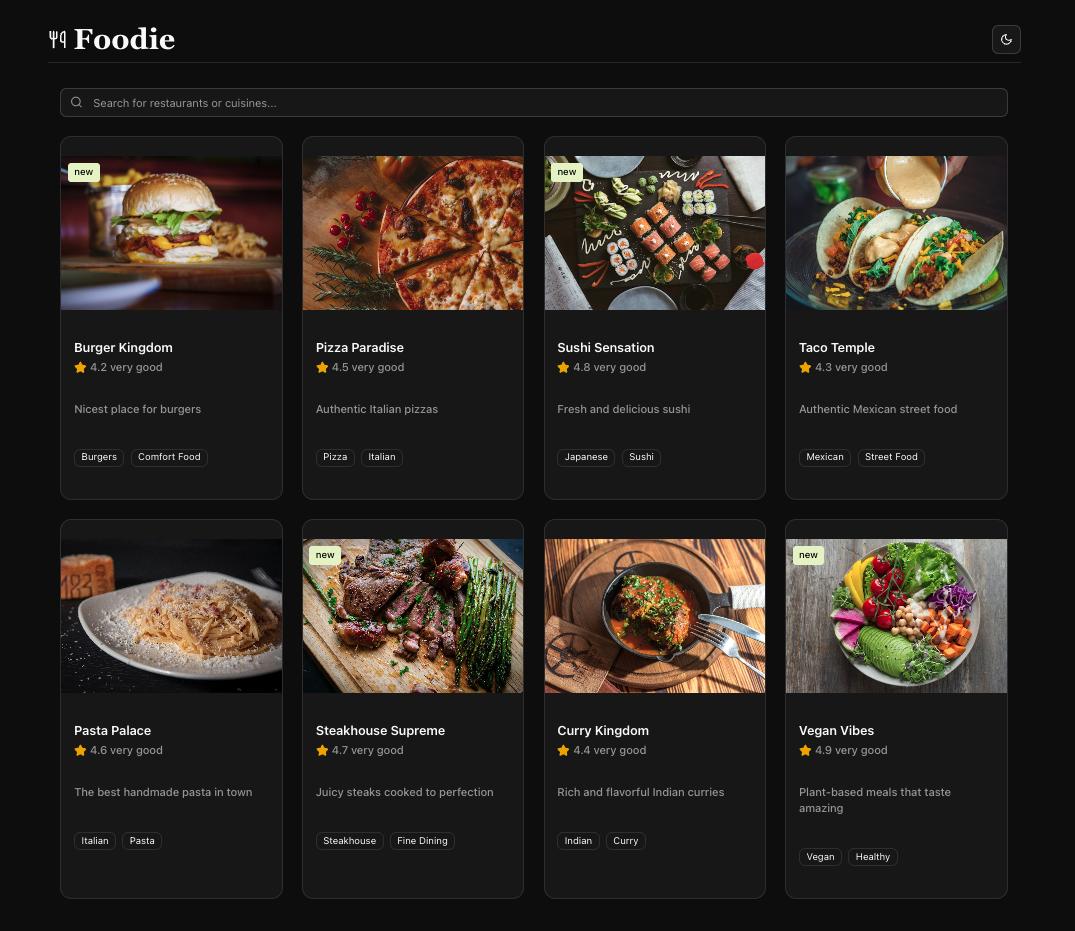 Foodie
Search for restaurants or cuisines...
new
Burger Kingdom
4.2 very good
Nicest place for burgers
Burgers
Comfort Food
Pizza Paradise
4.5 very good
Authentic Italian pizzas
Pizza
Italian
new
Sushi Sensation
4.8 very good
Fresh and delicious sushi
Japanese
Sushi
Taco Temple
4.3 very good
Authentic Mexican street food
Mexican
Street Food
Pasta Palace
4.6 very good
The best handmade pasta in town
Italian
Pasta
new
Steakhouse Supreme
4.7 very good
Juicy steaks cooked to perfection
Steakhouse
Fine Dining
Curry Kingdom
4.4 very good
Rich and flavorful Indian curries
Indian
Curry
new
Vegan Vibes
4.9 very good
Plant-based meals that taste
amazing
Vegan
Healthy